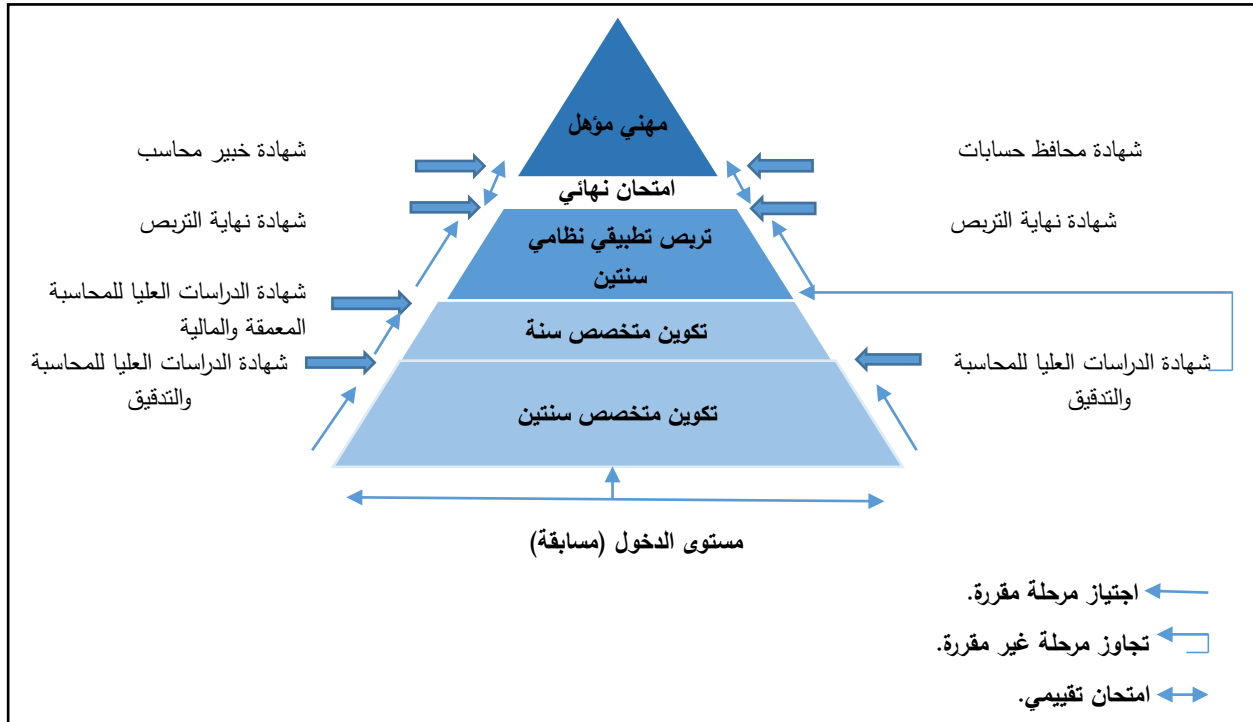 مهني مؤهل
شهادة محافظ حسابات
شهادة خبير محاسب
امتحان نهائي
شهادة نهاية التربص
شهادة نهاية التربص
تربص تطبيقي نظامي
سنتين
شهادة الدراسات العليا للمحاسبة
المعمقة والمالية
تكوين متخصص سنة
شهادة الدراسات العليا للمحاسبة
والتدقيق
شهادة الدراسات العليا للمحاسبة
والتدقيق
تكوين متخصص سنتين
مستوى الدخول (مسابقة)
اجتياز مرحلة مقررة.
تجاوز مرحلة غير مقررة.
امتحان تقييمي.